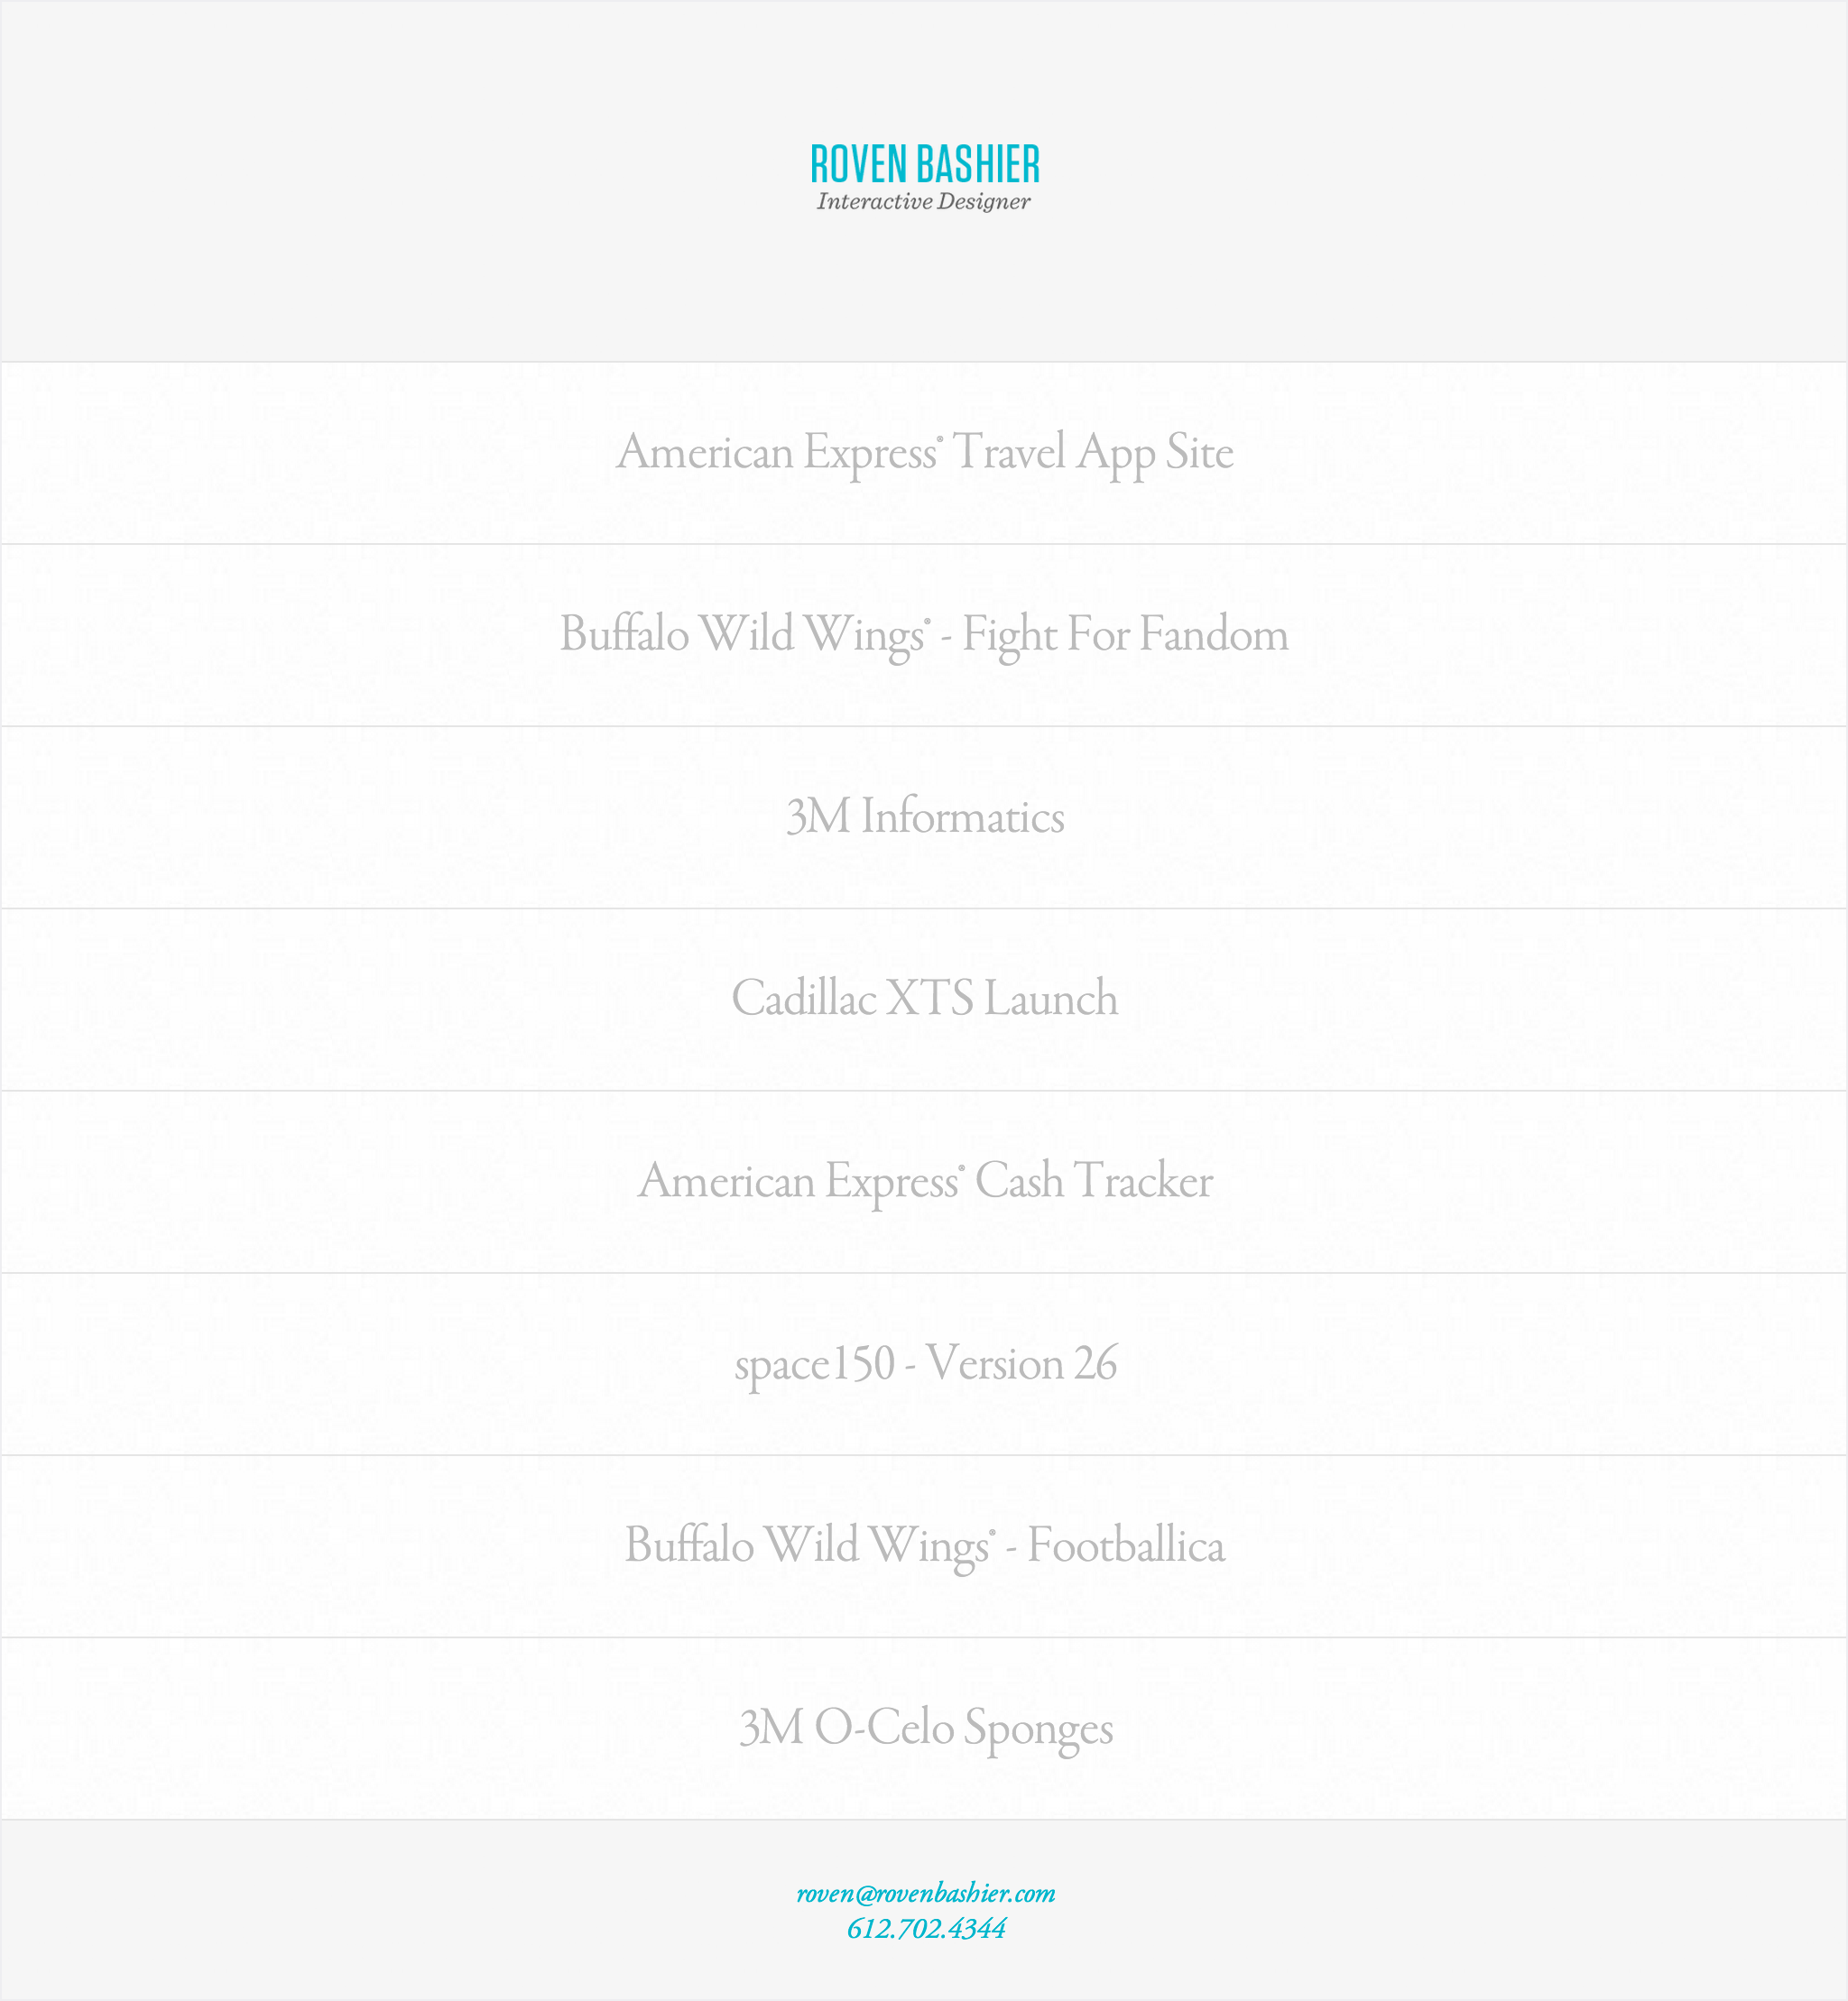 ROVEN BASHIER
Interactive Designer
American Express® Travel App Site
Buffalo Wild Wings® - Fight For Fandom
3M Informatics
Cadillac XTS Launch
American Express® Cash Tracker
space150 - Version 26
Buffalo Wild Wings® - Footballica
3M O-Celo Sponges
roven@rovenbashier.com
612.702.4344